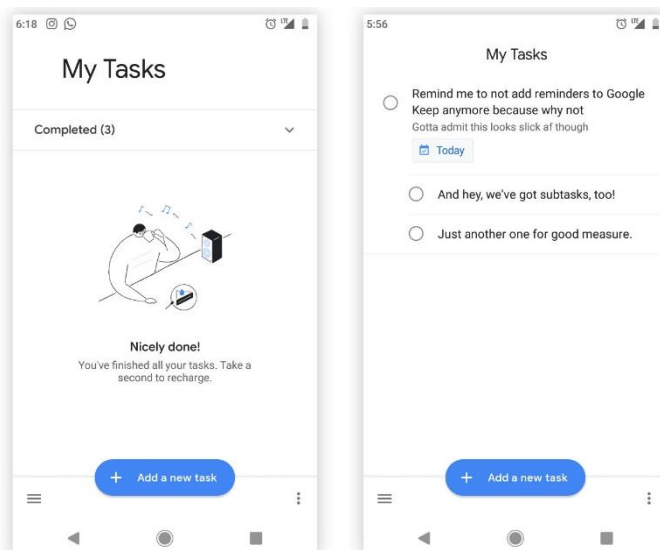 6:18
My Tasks
Completed (3)
Nicely done!
You've finished all your tasks. Take a
second to recharge.
+ Add a new task
5:56
LTE
My Tasks
Remind me to not add reminders to Google
Keep anymore because why not
Gotta admit this looks slick af though
Today
And hey, we've got subtasks, too!
Just another one for good measure.
+ Add a new task